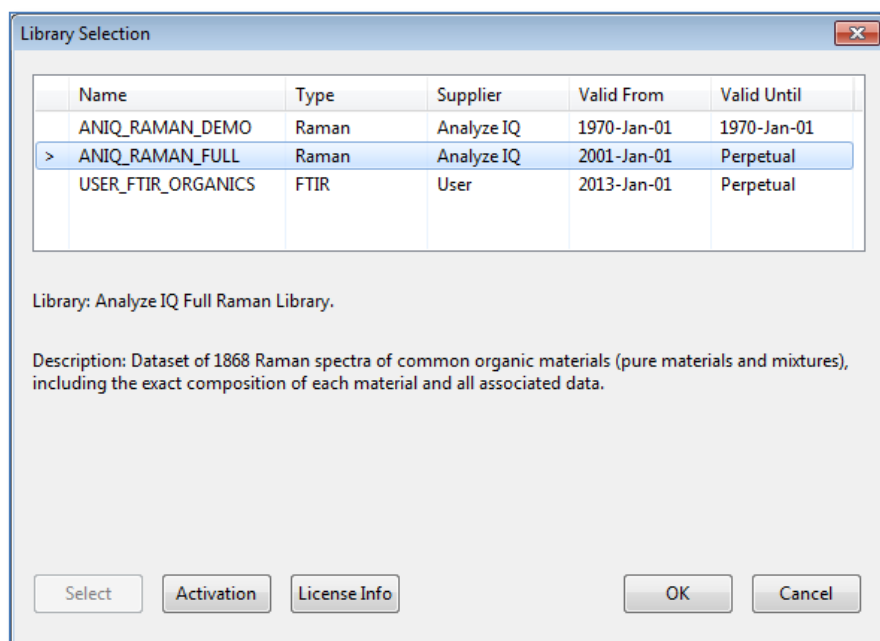 Library Selection
Name Type Supplier Valid From Valid Until
ANIQ_RAMAN_DEMO Raman Analyze IQ 1970-Jan-01 1970-Jan-01
> ANIQ_RAMAN_FULL Raman Analyze IQ 2001-Jan-01 Perpetual
USER_FTIR_ORGANICS FTIR User 2013-Jan-01 Perpetual
Library: Analyze IQ Full Raman Library.
Description: Dataset of 1868 Raman spectra of common organic materials (pure materials and mixtures),
including the exact composition of each material and all associated data.
Select Activation License Info OK Cancel